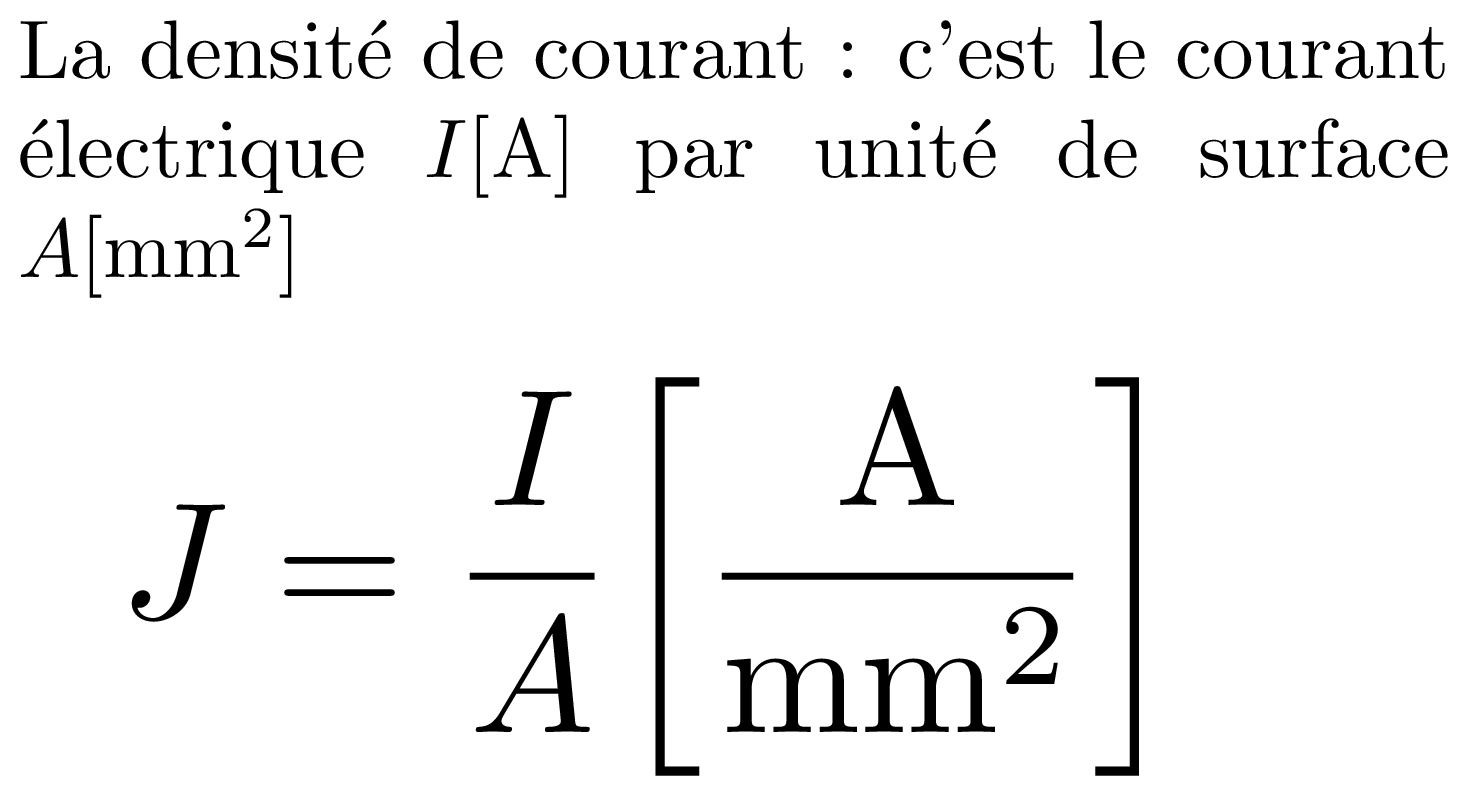 La densité de courant : c'est le courant
électrique I[A] par unité de surface
A[mm²]
J = I/A [A/mm²]